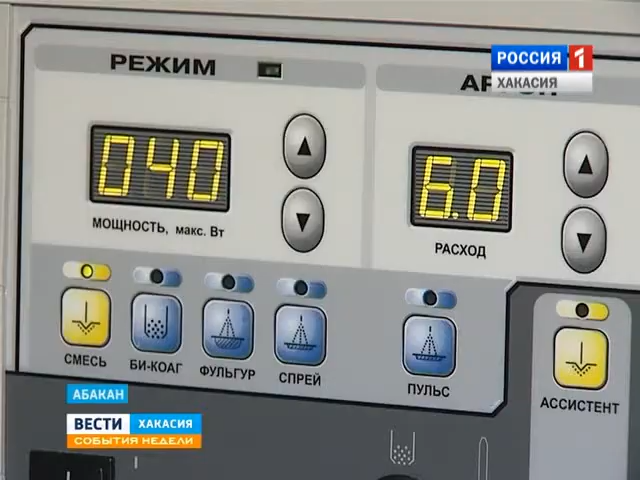 РЕЖИМ
РОССИЯ 1
ХАКАСИЯ
040
6.0
МОЩНОСТЬ, макс. Вт
РАСХОД
СМЕСЬ
БИ-КОАГ
ФУЛЬГУР
СПРЕЙ
ПУЛЬС
АССИСТЕНТ
АБАКАН
ВЕСТИ ХАКАСИЯ
СОБЫТИЯ НЕДЕЛИ